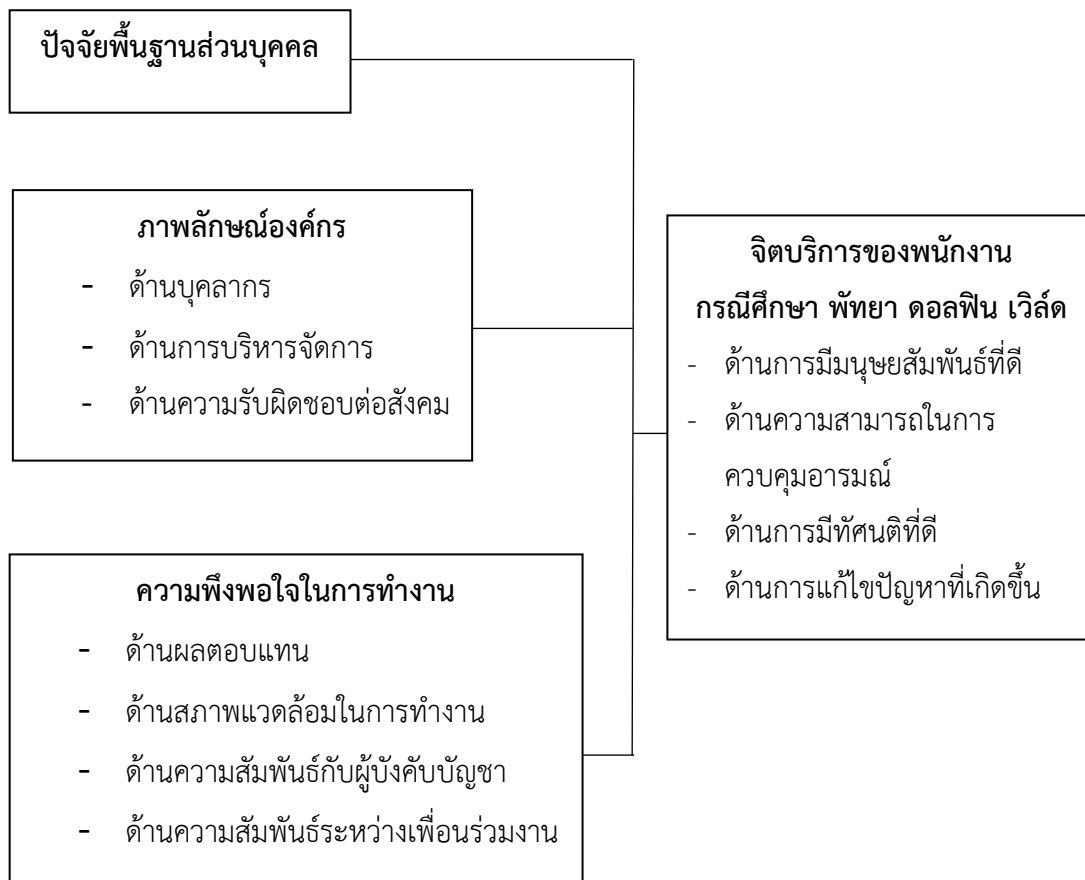 ปัจจัยพื้นฐานส่วนบุคคล
ภาพลักษณ์องค์กร
- ด้านบุคลากร
- ด้านการบริหารจัดการ
- ด้านความรับผิดชอบต่อสังคม
ความพึงพอใจในการทำงาน
- ด้านผลตอบแทน
- ด้านสภาพแวดล้อมในการทำงาน
- ด้านความสัมพันธ์กับผู้บังคับบัญชา
- ด้านความสัมพันธ์ระหว่างเพื่อนร่วมงาน
จิตบริการของพนักงาน
กรณีศึกษา พัทยา ดอลฟิน เวิล์ด
- ด้านการมีมนุษยสัมพันธ์ที่ดี
- ด้านความสามารถในการ
ควบคุมอารมณ์
- ด้านการมีทัศนติที่ดี
- ด้านการแก้ไขปัญหาที่เกิดขึ้น